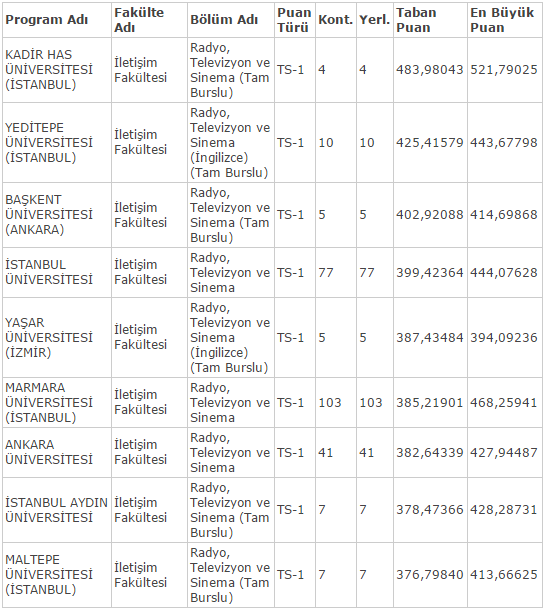 Program Adı Fakülte Adı Bölüm Adı Puan Türü Kont. Yerl. Taban Puan En Büyük Puan
KADİR HAS ÜNİVERSİTESİ (İSTANBUL) İletişim Fakültesi Radyo, Televizyon ve Sinema (Tam Burslu) TS-1 4 4 483,98043 521,79025
YEDİTEPE ÜNİVERSİTESİ (İSTANBUL) İletişim Fakültesi Radyo, Televizyon ve Sinema (İngilizce) (Tam Burslu) TS-1 10 10 425,41579 443,67798
BAŞKENT ÜNİVERSİTESİ (ANKARA) İletişim Fakültesi Radyo, Televizyon ve Sinema (Tam Burslu) TS-1 5 5 402,92088 414,69868
İSTANBUL ÜNİVERSİTESİ İletişim Fakültesi Radyo, Televizyon ve Sinema TS-1 77 77 399,42364 444,07628
YAŞAR ÜNİVERSİTESİ (İZMİR) İletişim Fakültesi Radyo, Televizyon ve Sinema (İngilizce) (Tam Burslu) TS-1 5 5 387,43484 394,09236
MARMARA ÜNİVERSİTESİ (İSTANBUL) İletişim Fakültesi Radyo, Televizyon ve Sinema TS-1 103 103 385,21901 468,25941
ANKARA ÜNİVERSİTESİ İletişim Fakültesi Radyo, Televizyon ve Sinema TS-1 41 41 382,64339 427,94487
İSTANBUL AYDIN ÜNİVERSİTESİ İletişim Fakültesi Radyo, Televizyon ve Sinema (Tam Burslu) TS-1 7 7 378,47366 428,28731
MALTEPE ÜNİVERSİTESİ (İSTANBUL) İletişim Fakültesi Radyo, Televizyon ve Sinema (Tam Burslu) TS-1 7 7 376,79840 413,66625